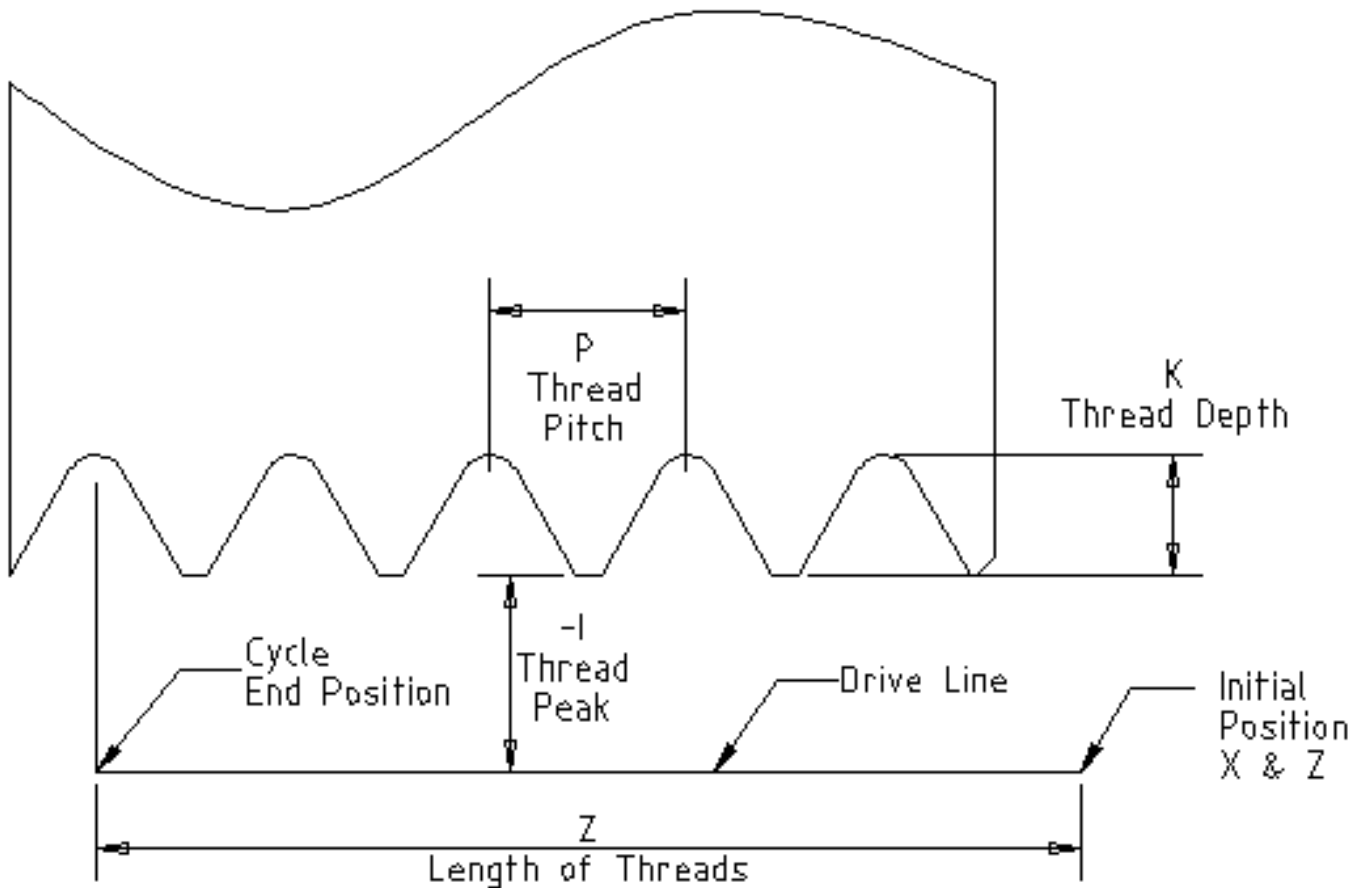 P
Thread
Pitch
K
Thread Depth
Cycle
End Position
-I
Thread
Peak
Drive Line
Initial
Position
X & Z
Z
Length of Threads